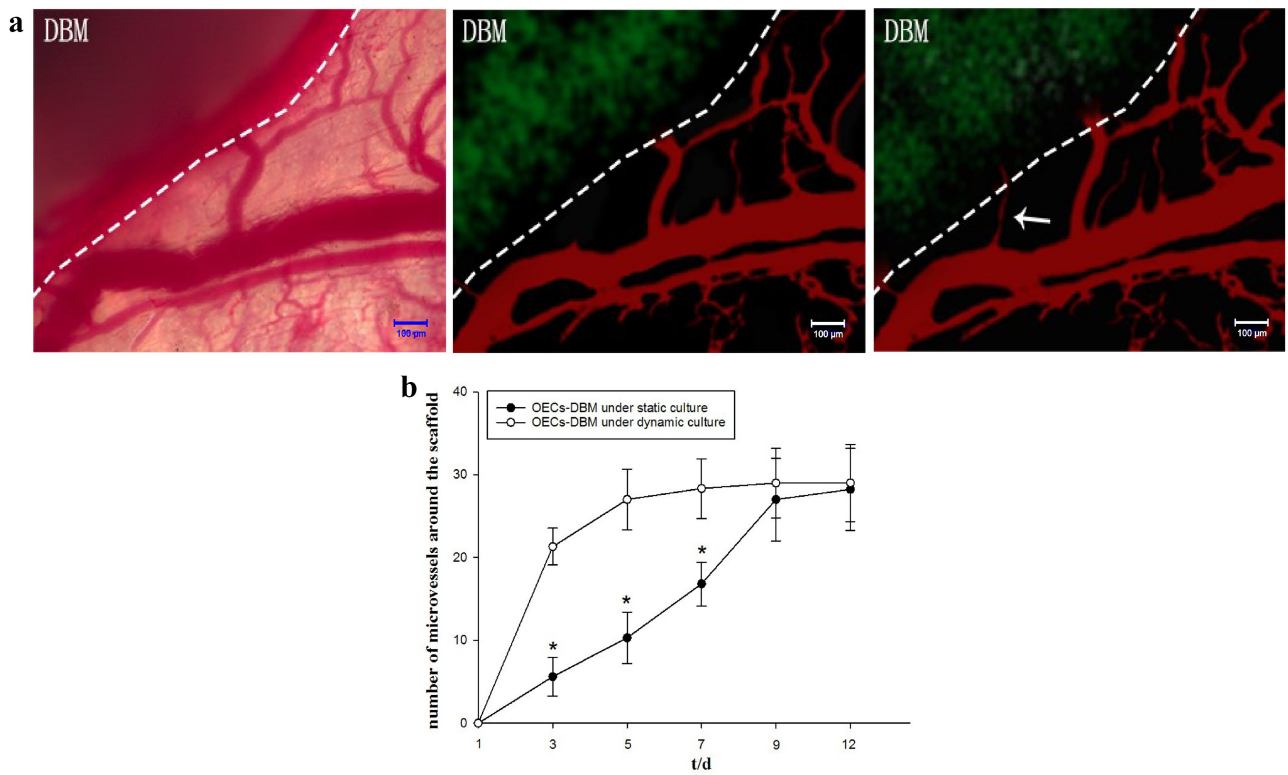 a
DBM
DBM
DBM
100 μm
100 μm
100 μm
b
number of microvessels around the scaffold
40
30
20
10
0
OECs-DBM under static culture
OECs-DBM under dynamic culture
*
*
*
1 3 5 7 9 12
t/d